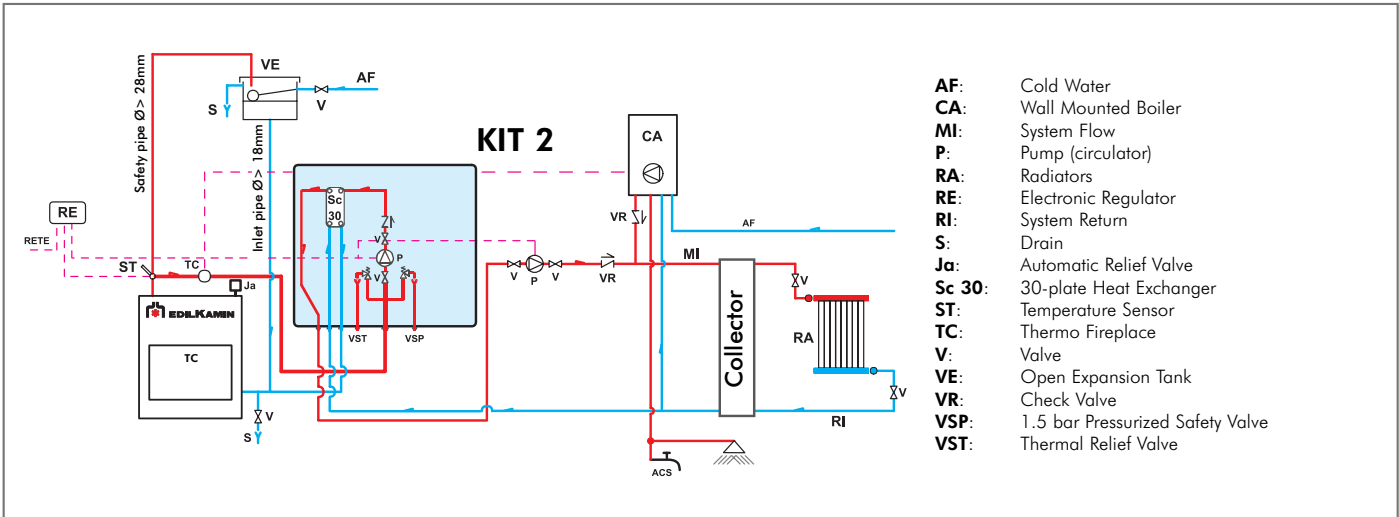 Safety pipe Ø> 28mm
VE
AF
S
V
Inlet pipe Ø> 18mm
KIT 2
CA
Sc
30
RE
RETE
ST
TC
Ja
V
P
V
VR
AF
MI
V
P
V
VR
V
EDILKAMIN
TC
VST
VSP
Collector
RA
V
RI
V
S
ACS
AF: Cold Water
CA: Wall Mounted Boiler
MI: System Flow
P: Pump (circulator)
RA: Radiators
RE: Electronic Regulator
RI: System Return
S: Drain
Ja: Automatic Relief Valve
Sc 30: 30-plate Heat Exchanger
ST: Temperature Sensor
TC: Thermo Fireplace
V: Valve
VE: Open Expansion Tank
VR: Check Valve
VSP: 1.5 bar Pressurized Safety Valve
VST: Thermal Relief Valve